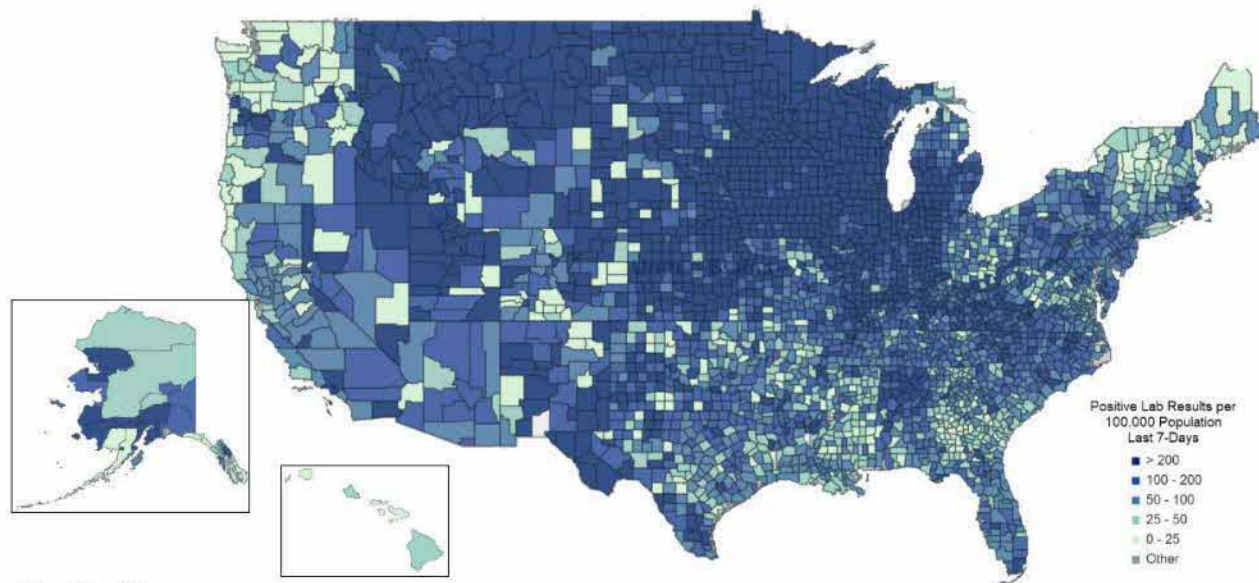 Positive Lab Results per
100,000 Population
Last 7-Days
> 200
100 - 200
50 - 100
25 - 50
0 - 25
Other